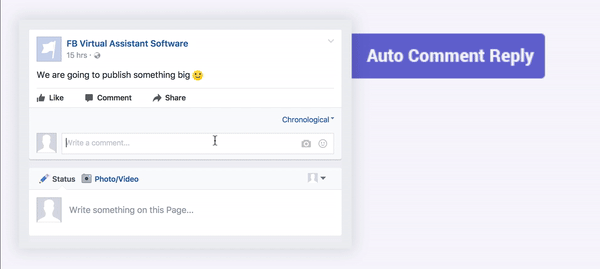 FB Virtual Assistant Software
15 hrs ·
We are going to publish something big
Like Comment Share
Chronological
Write a comment...
Status Photo/Video
Write something on this Page...
Auto Comment Reply